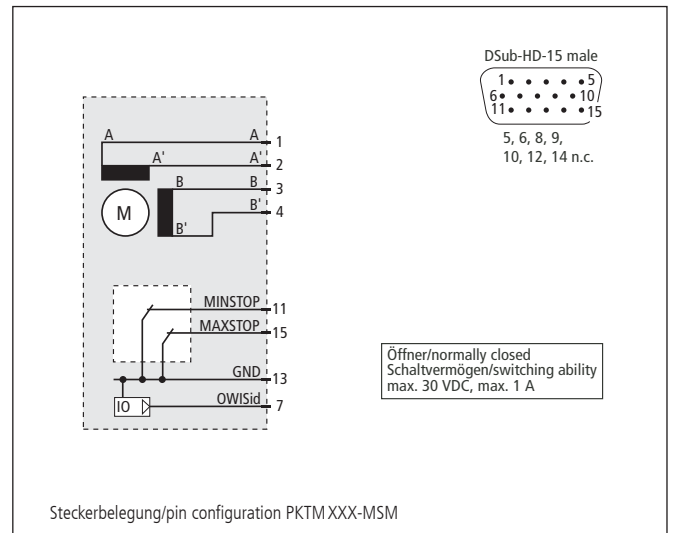 DSub-HD-15 male
1 5
6 10
11 15
5, 6, 8, 9,
10, 12, 14 n.c.
A A 1
A' A' 2
B B 3
M B' 4
B'
MINSTOP 11
MAXSTOP 15
GND 13
IO OWISid 7
Öffner/normally closed
Schaltvermögen/switching ability
max. 30 VDC, max. 1 A
Steckerbelegung/pin configuration PKTM XXX-MSM